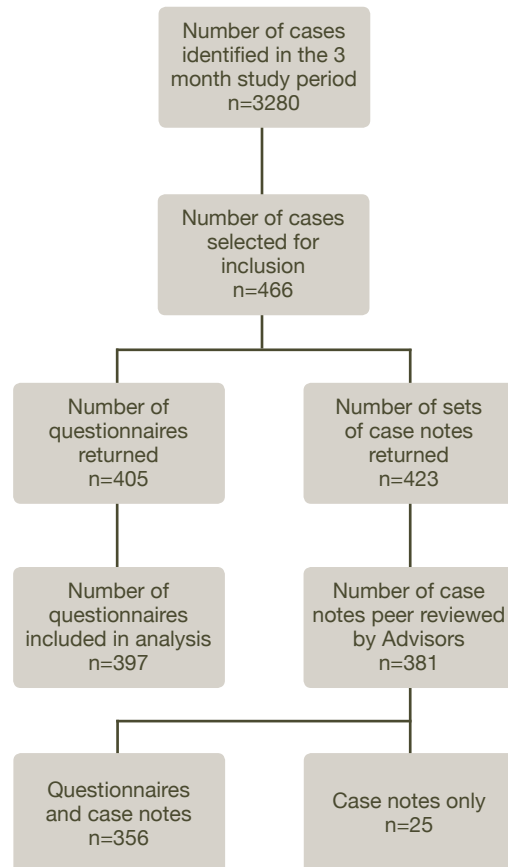 Number of cases
identified in the 3
month study period
n=3280
Number of cases
selected for
inclusion
n=466
Number of
questionnaires
returned
n=405
Number of sets
of case notes
returned
n=423
Number of
questionnaires
included in analysis
n=397
Number of case
notes peer reviewed
by Advisors
n=381
Questionnaires
and case notes
n=356
Case notes only
n=25